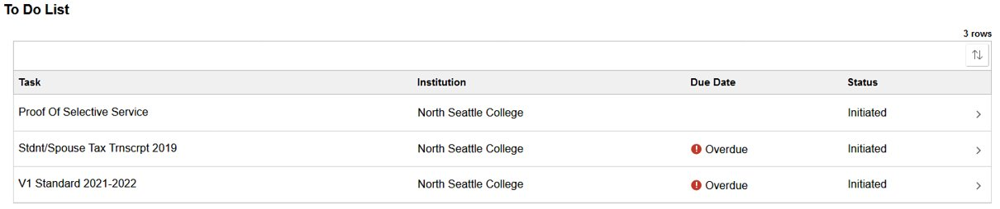 To Do List
3 rows
Task Institution Due Date Status
Proof Of Selective Service North Seattle College Initiated
Stdnt/Spouse Tax Trnscrpt 2019 North Seattle College Overdue Initiated
V1 Standard 2021-2022 North Seattle College Overdue Initiated